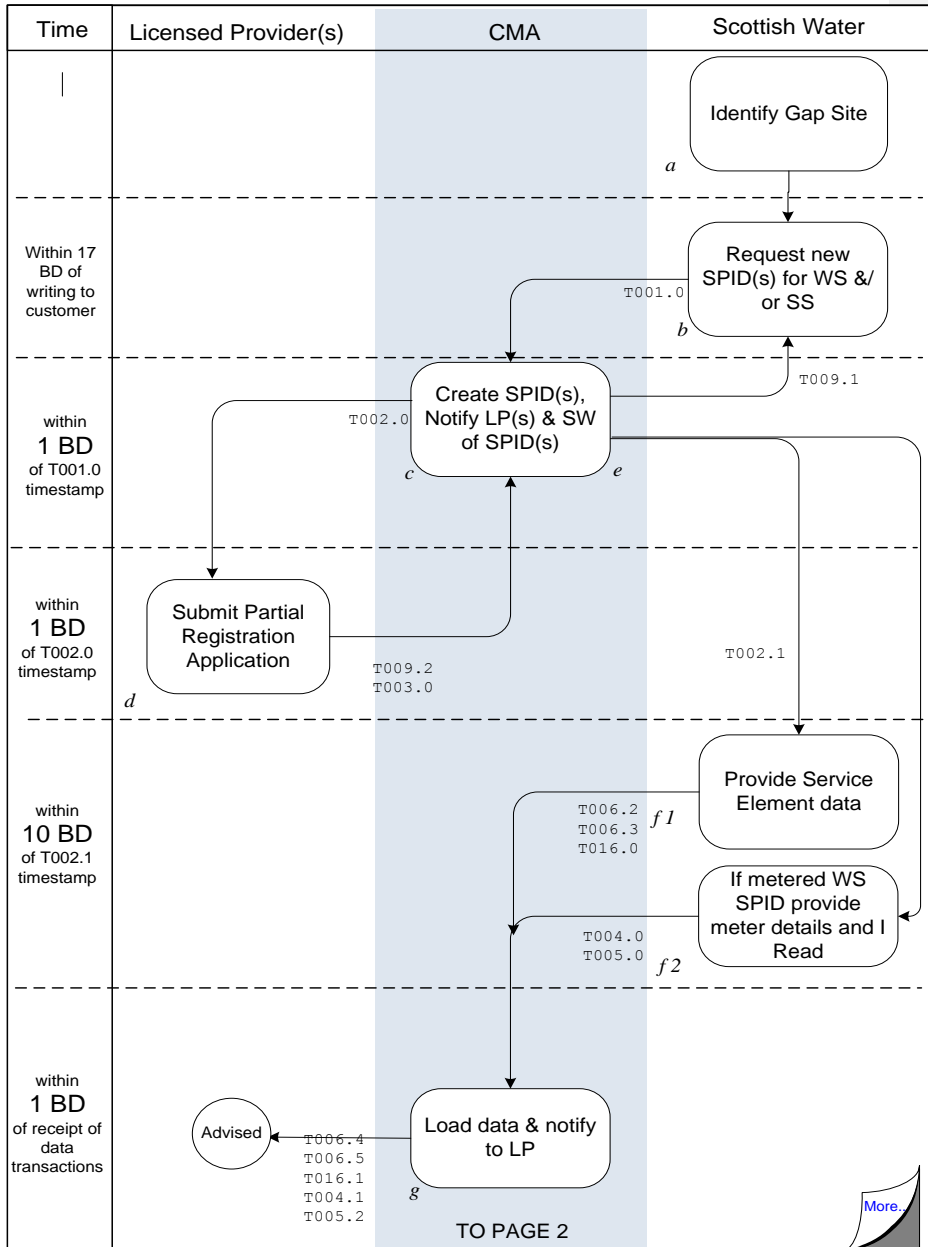 Time
Licensed Provider(s)
CMA
Scottish Water
Identify Gap Site
a
Within 17
BD of
writing to
customer
Request new
SPID(s) for WS &/
or SS
T001.0
b
T009.1
within
1 BD
of T001.0
timestamp
Create SPID(s),
Notify LP(s) & SW
of SPID(s)
T002.0
c
e
within
1 BD
of T002.0
timestamp
Submit Partial
Registration
Application
d
T009.2
T003.0
T002.1
within
10 BD
of T002.1
timestamp
Provide Service
Element data
T006.2
T006.3
T016.0
f1
If metered WS
SPID provide
meter details and I
Read
T004.0
T005.0
f2
within
1 BD
of receipt of
data
transactions
Advised
Load data & notify
to LP
T006.4
T006.5
T016.1
T004.1
T005.2
g
TO PAGE 2
More..